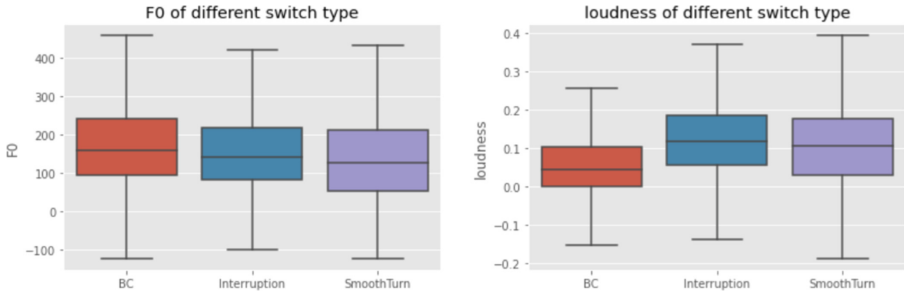 F0 of different switch type
F0
400
300
200
100
0
−100
BC Interruption SmoothTurn
loudness of different switch type
loudness
0.4
0.3
0.2
0.1
0.0
−0.1
−0.2
BC Interruption SmoothTurn